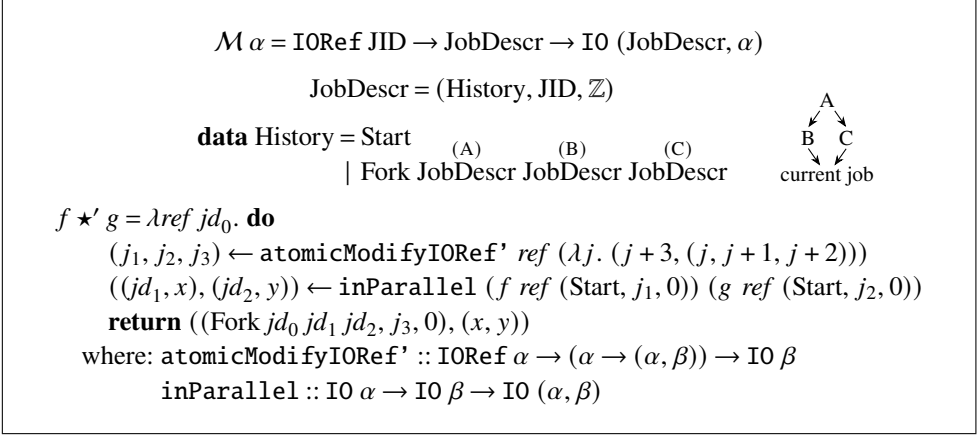 ℳ α = IORef JID → JobDescr → IO (JobDescr, α)
JobDescr = (History, JID, ℤ)
data History = Start
(A) (B) (C)
| Fork JobDescr JobDescr JobDescr
A
B C
current job
f ★′ g = λref jd₀. do
(j₁, j₂, j₃) ← atomicModifyIORef' ref (λj. (j + 3, (j, j + 1, j + 2)))
((jd₁, x), (jd₂, y)) ← inParallel (f ref (Start, j₁, 0)) (g ref (Start, j₂, 0))
return ((Fork jd₀ jd₁ jd₂, j₃, 0), (x, y))
where: atomicModifyIORef' :: IORef α → (α → (α, β)) → IO β
inParallel :: IO α → IO β → IO (α, β)